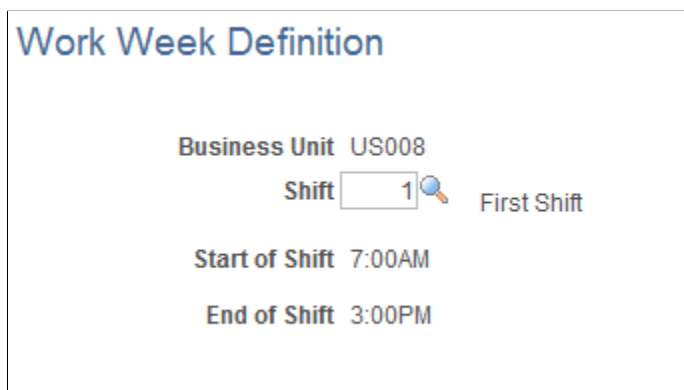 Work Week Definition
Business Unit US008
Shift 1 First Shift
Start of Shift 7:00AM
End of Shift 3:00PM